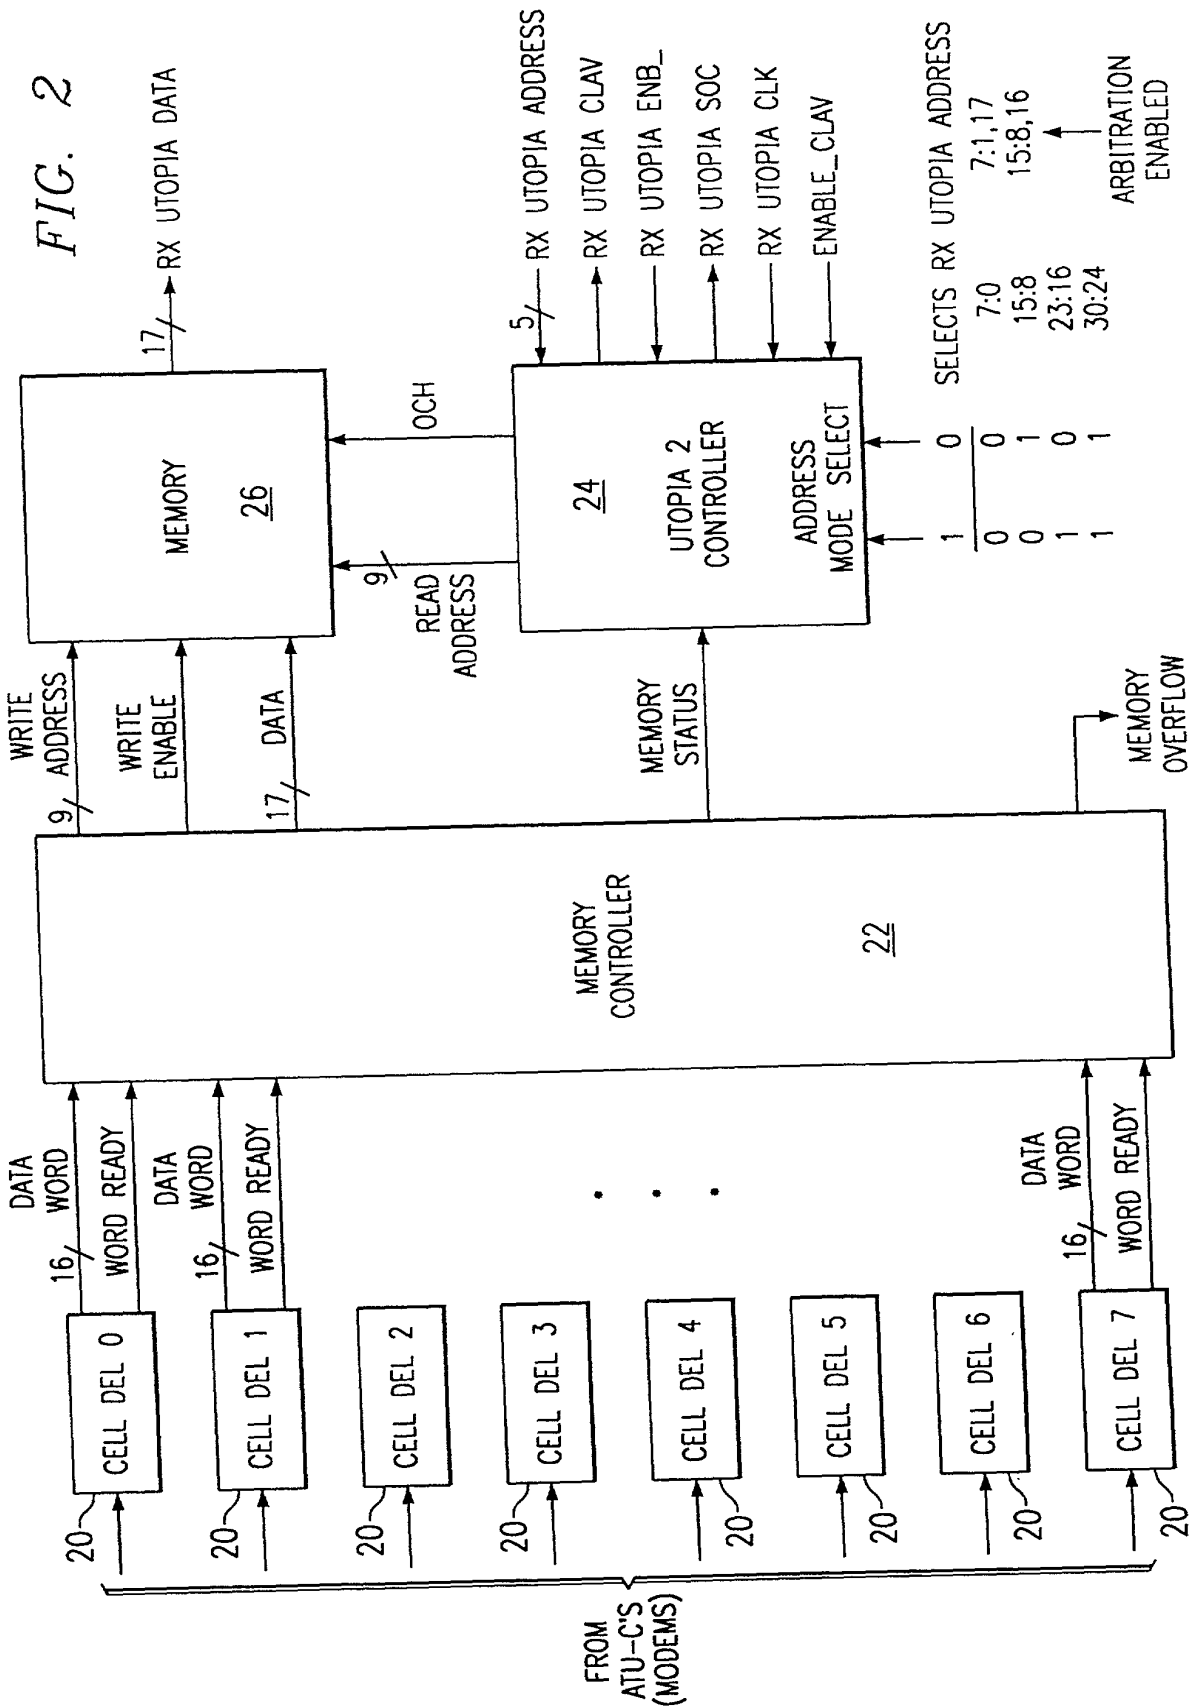 FIG. 2
FROM
ATU-C'S
(MODEMS)
20
CELL DEL 0
20
CELL DEL 1
20
CELL DEL 2
20
CELL DEL 3
20
CELL DEL 4
20
CELL DEL 5
20
CELL DEL 6
20
CELL DEL 7
DATA
WORD
16
WORD READY
DATA
WORD
16
WORD READY
DATA
WORD
16
WORD READY
MEMORY
CONTROLLER
22
WRITE
ADDRESS
9
WRITE
ENABLE
17
DATA
MEMORY
STATUS
MEMORY
OVERFLOW
MEMORY
26
17
RX UTOPIA DATA
9
READ
ADDRESS
OCH
24
UTOPIA 2
CONTROLLER
ADDRESS
MODE SELECT
5
RX UTOPIA ADDRESS
RX UTOPIA CLAV
RX UTOPIA ENB_
RX UTOPIA SOC
RX UTOPIA CLK
ENABLE_CLAV
1 0 SELECTS RX UTOPIA ADDRESS
0 0 7:0 7:1,17
0 1 15:8 15:8,16
1 0 23:16
1 1 30:24
ARBITRATION
ENABLED